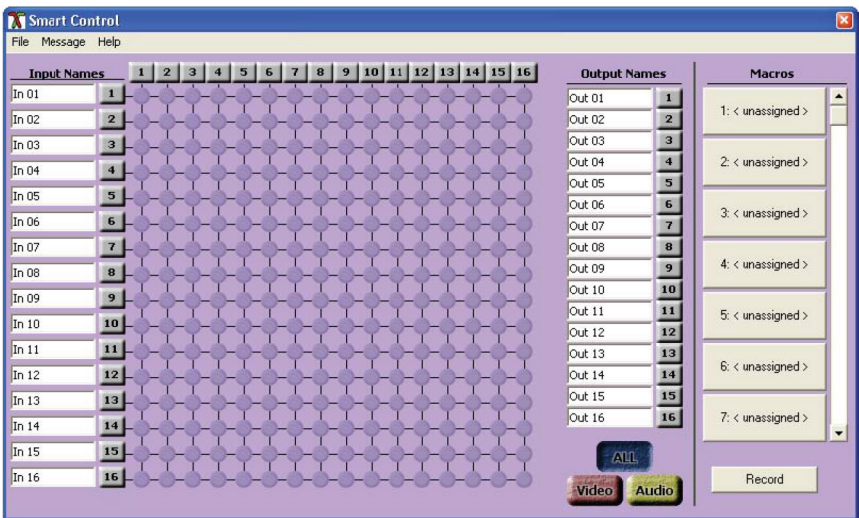 Smart Control
File Message Help
Input Names
1 2 3 4 5 6 7 8 9 10 11 12 13 14 15 16
In 01 1
In 02 2
In 03 3
In 04 4
In 05 5
In 06 6
In 07 7
In 08 8
In 09 9
In 10 10
In 11 11
In 12 12
In 13 13
In 14 14
In 15 15
In 16 16
Output Names
Out 01 1
Out 02 2
Out 03 3
Out 04 4
Out 05 5
Out 06 6
Out 07 7
Out 08 8
Out 09 9
Out 10 10
Out 11 11
Out 12 12
Out 13 13
Out 14 14
Out 15 15
Out 16 16
ALL
Video Audio
Macros
1: < unassigned >
2: < unassigned >
3: < unassigned >
4: < unassigned >
5: < unassigned >
6: < unassigned >
7: < unassigned >
Record